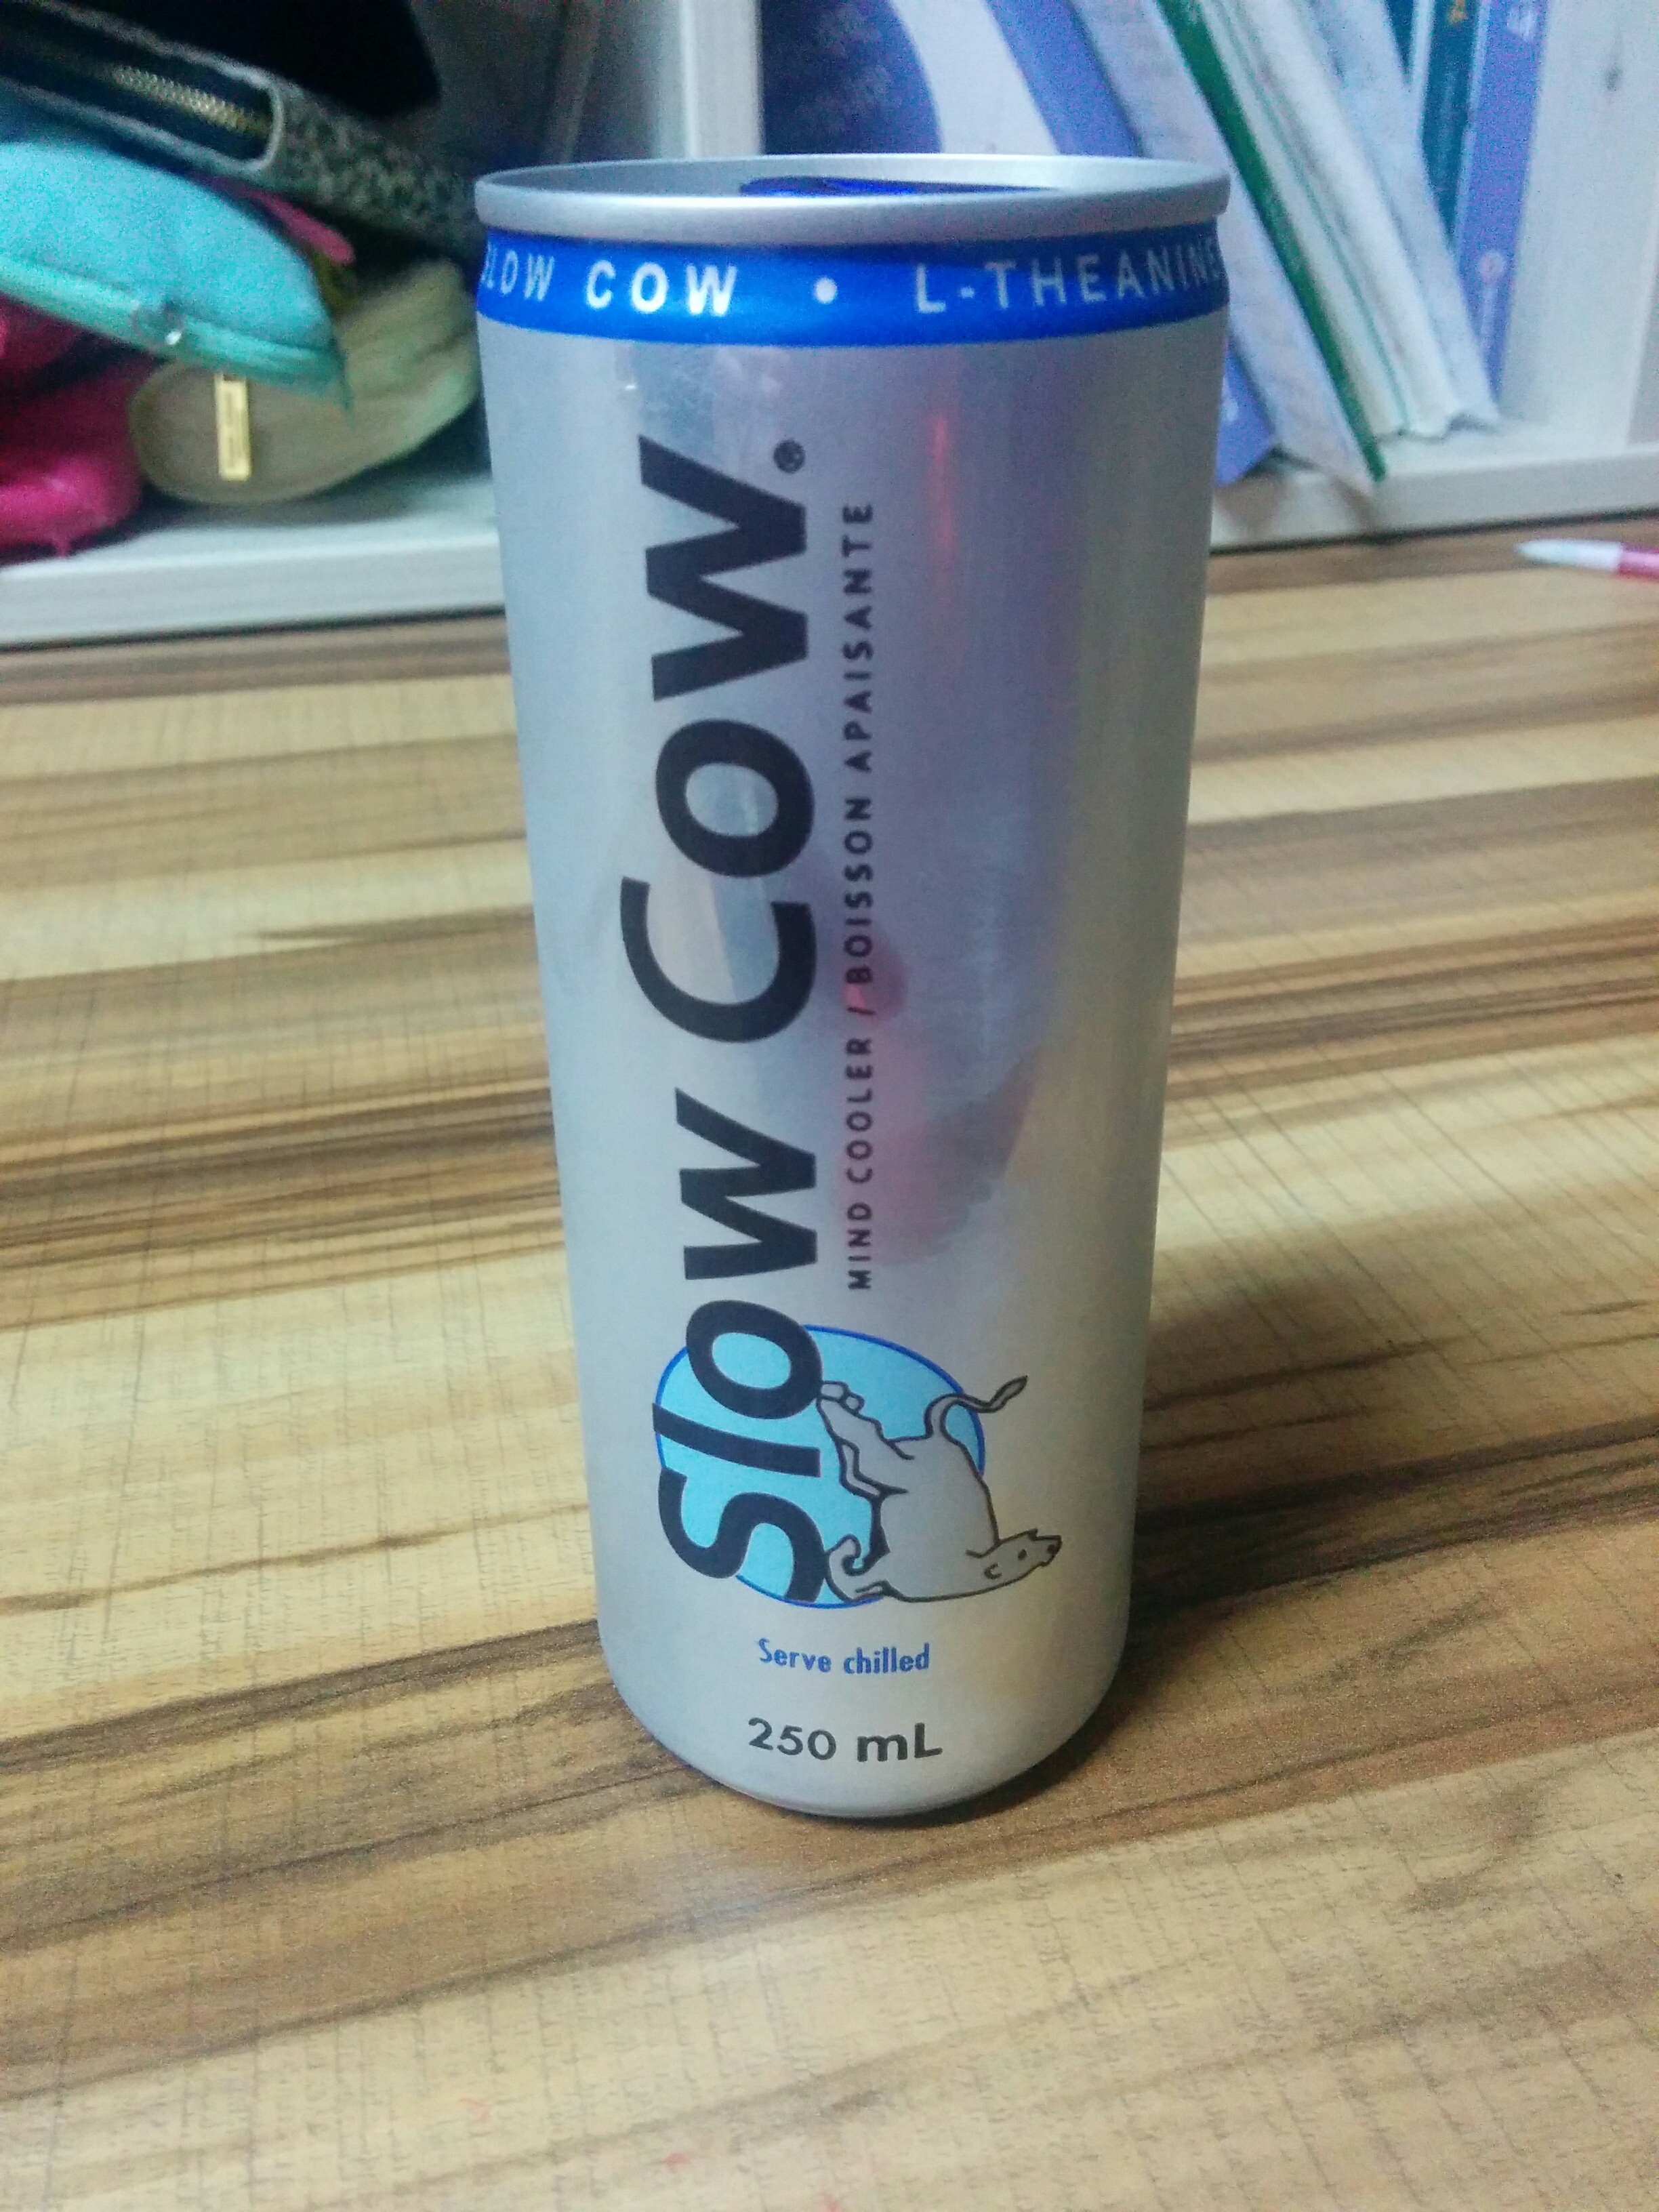 SLOW COW • L-THEANINE
Slow Cow®
MIND COOLER / BOISSON APAISANTE
Serve chilled
250 mL